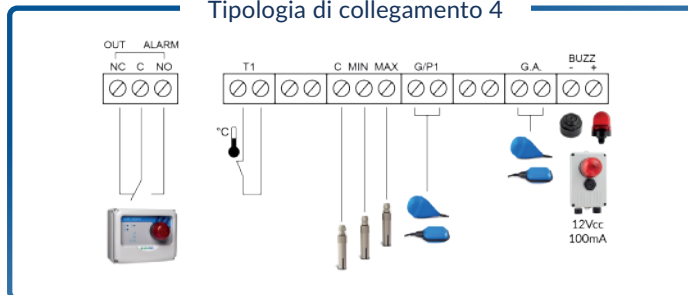 Tipologia di collegamento 4
OUT ALARM
NC C NO
T1
C MIN MAX
G/P1
G.A.
BUZZ
- +
°C
12Vcc
100mA